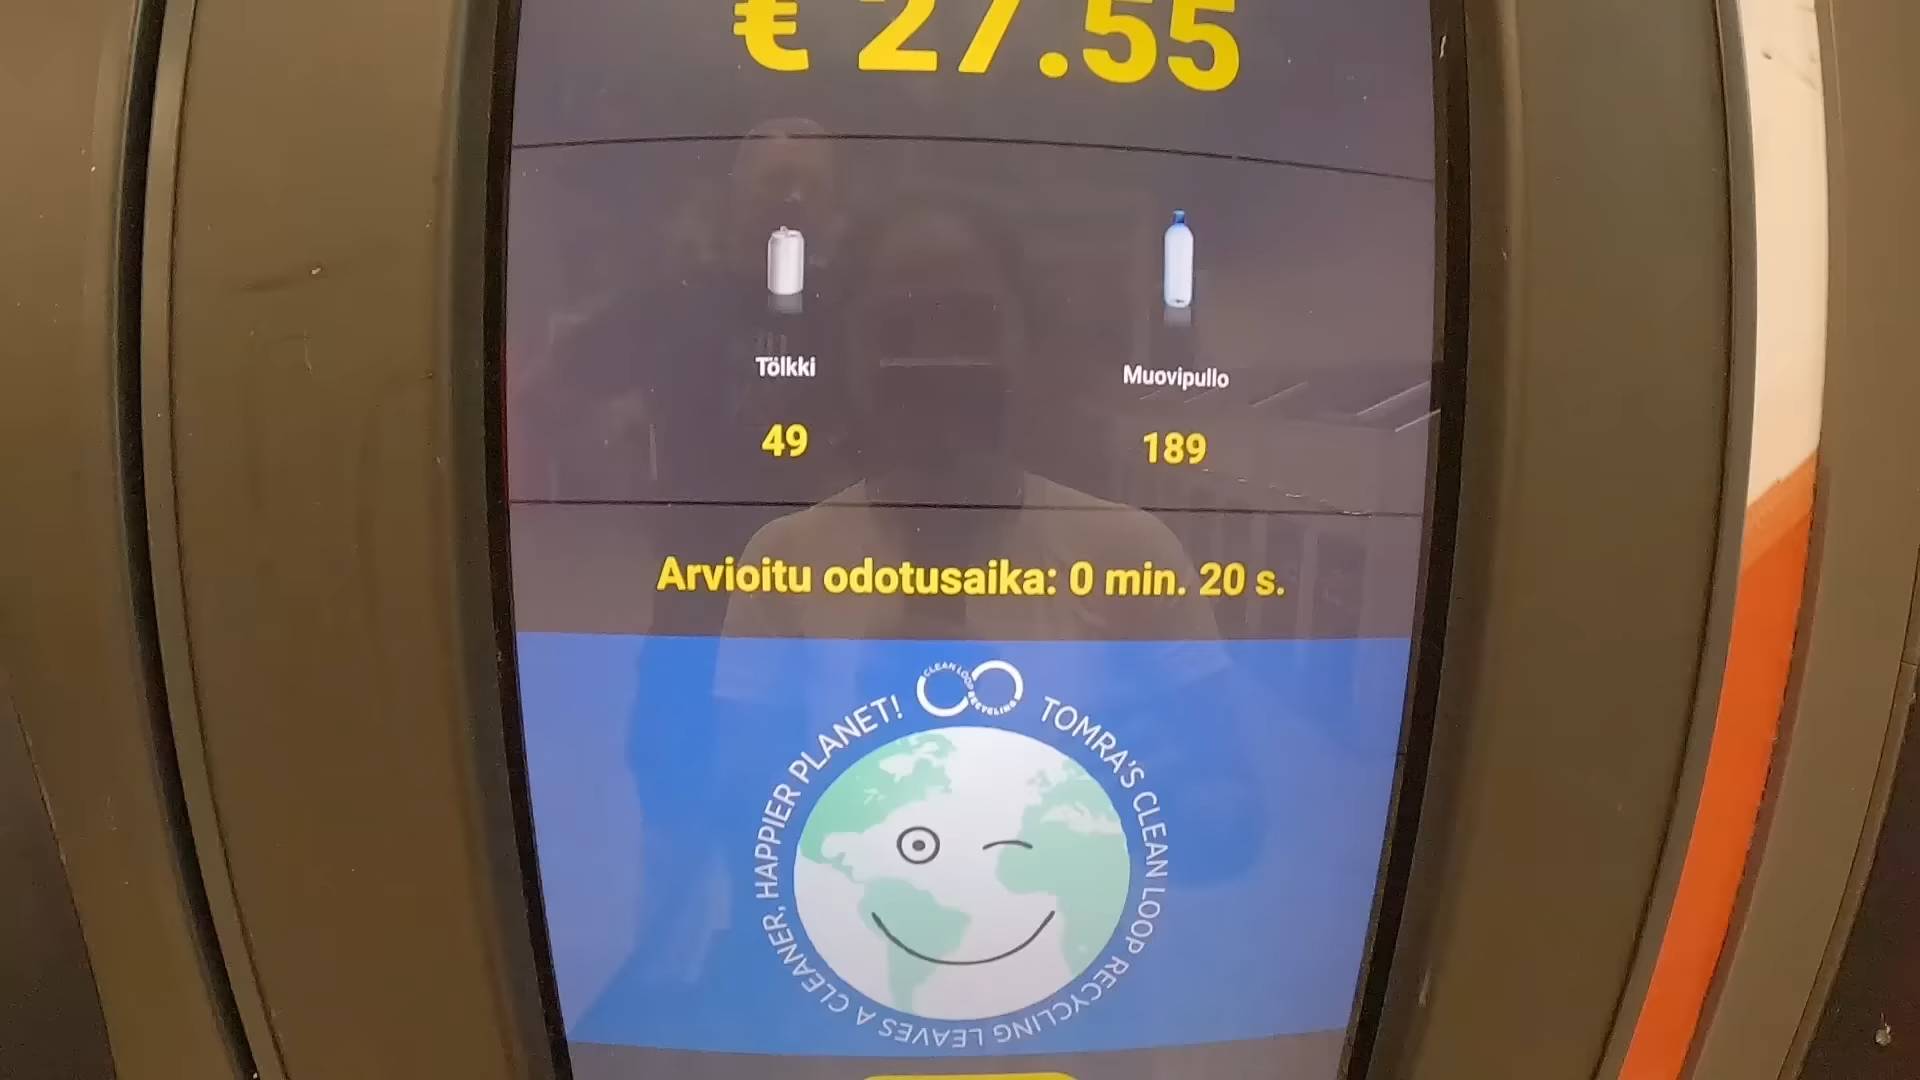 € 27.55
Tölkki
Muovipullo
49
189
Arvioitu odotusaika: 0 min. 20 s.
CLEAN LOOP RECYCLING
TOMRA'S CLEAN LOOP RECYCLING LEAVES A CLEANER, HAPPIER PLANET!